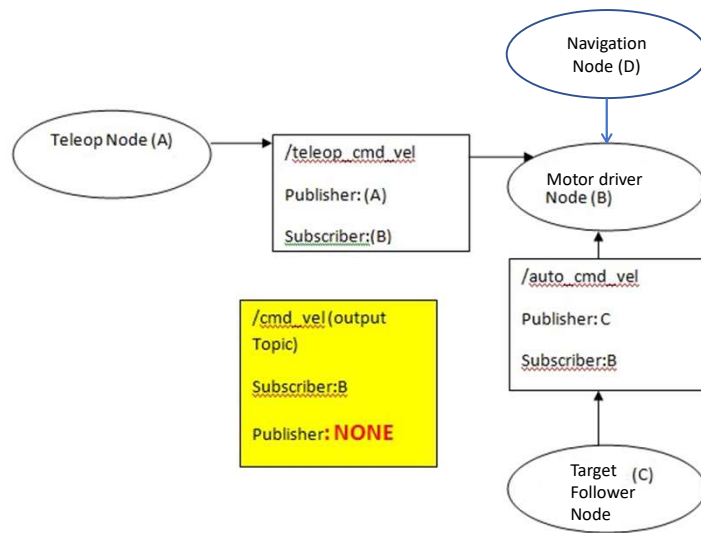 Navigation
Node (D)
Teleop Node (A)
/teleop_cmd_vel
Publisher: (A)
Subscriber:(B)
Motor driver
Node (B)
/auto_cmd_vel
Publisher: C
Subscriber:B
/cmd_vel (output
Topic)
Subscriber:B
Publisher: NONE
Target (C)
Follower
Node